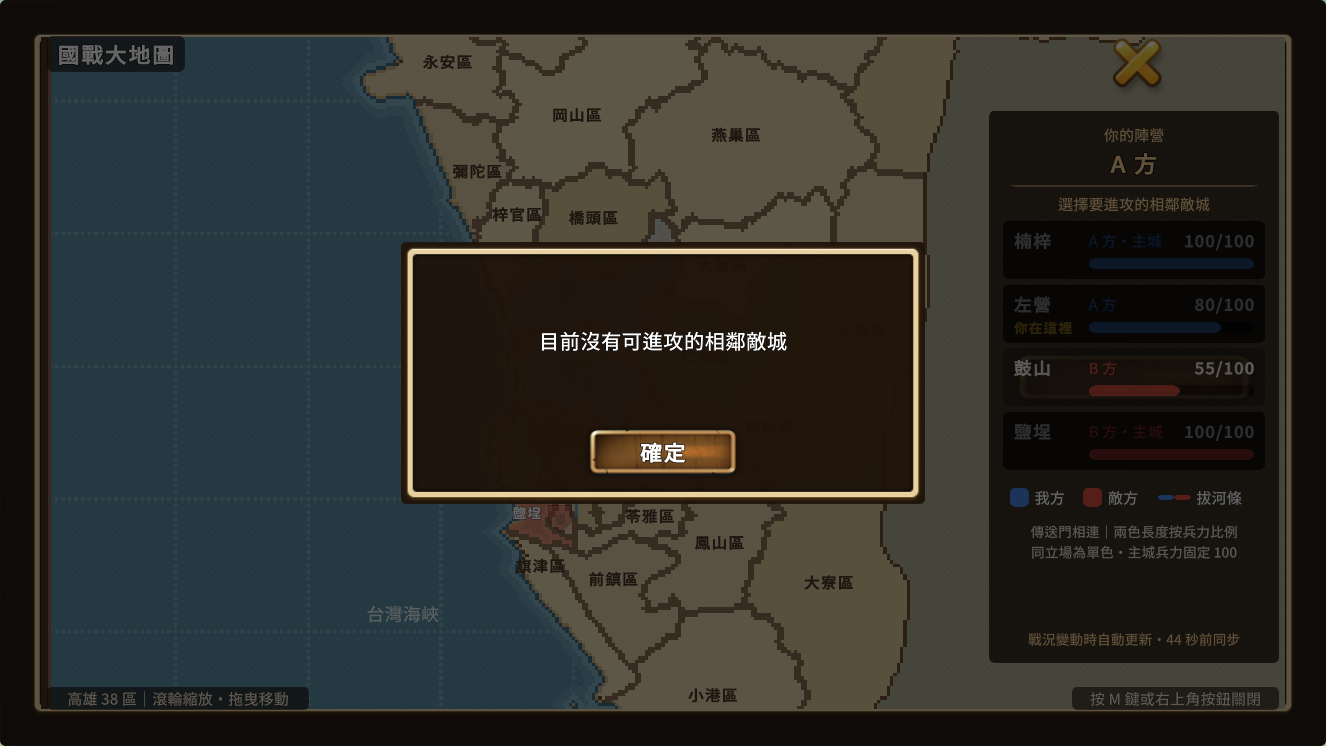 國戰大地圖
永安區
岡山區
燕巢區
彌陀區
梓官區
橋頭區
目前沒有可進攻的相鄰敵城
確定
鹽埕
苓雅區
鳳山區
旗津區
前鎮區
大寮區
台灣海峽
小港區
高雄 38 區｜滾輪縮放・拖曳移動
你的陣營
A 方
選擇要進攻的相鄰敵城
楠梓 A 方・主城 100/100
左營 A 方 80/100
你在這裡
鼓山 B 方 55/100
鹽埕 B 方・主城 100/100
我方 敵方 拔河條
傳送門相連｜兩色長度按兵力比例
同立場為單色・主城兵力固定 100
戰況變動時自動更新・44 秒前同步
按 M 鍵或右上角按鈕關閉